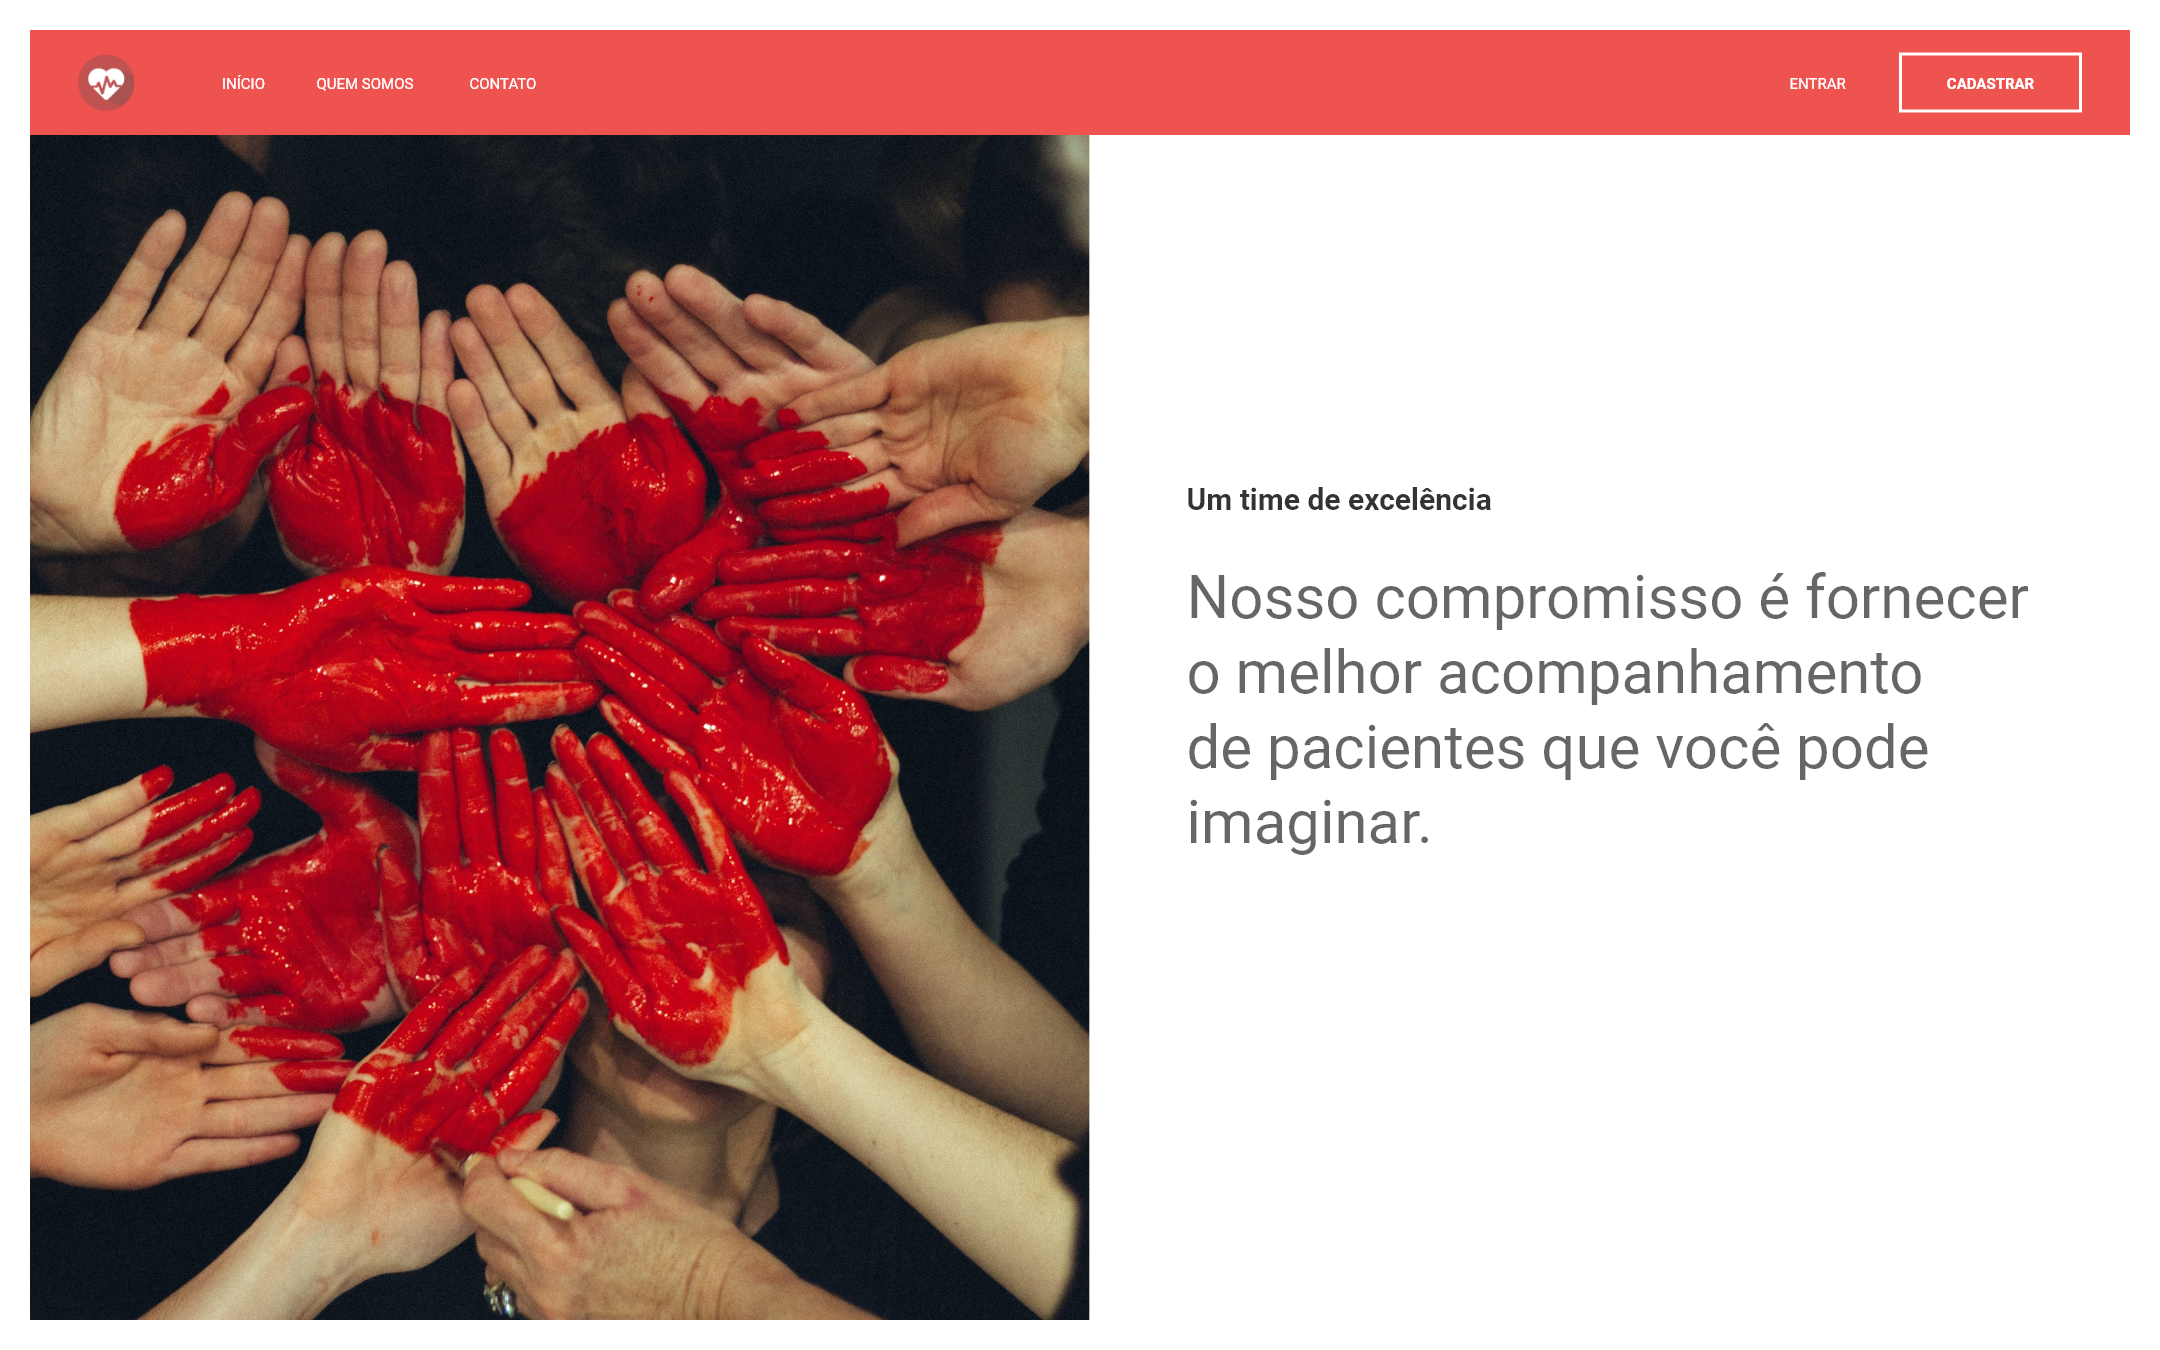 INÍCIO QUEM SOMOS CONTATO ENTRAR CADASTRAR
Um time de excelência
Nosso compromisso é fornecer
o melhor acompanhamento
de pacientes que você pode
imaginar.